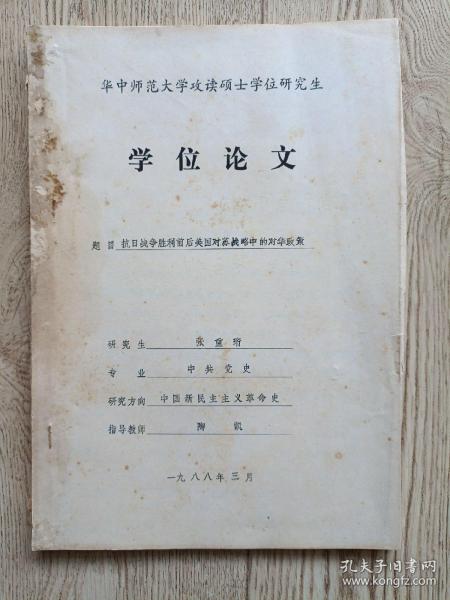 华中师范大学攻读硕士学位研究生
学位论文
题目 抗日战争胜利前后美国对苏战略中的对华政策
研究生 张重珩
专业 中共党史
研究方向 中国新民主主义革命史
指导教师 陶凯
一九八八年三月
孔夫子旧书网
www.kongfz.com